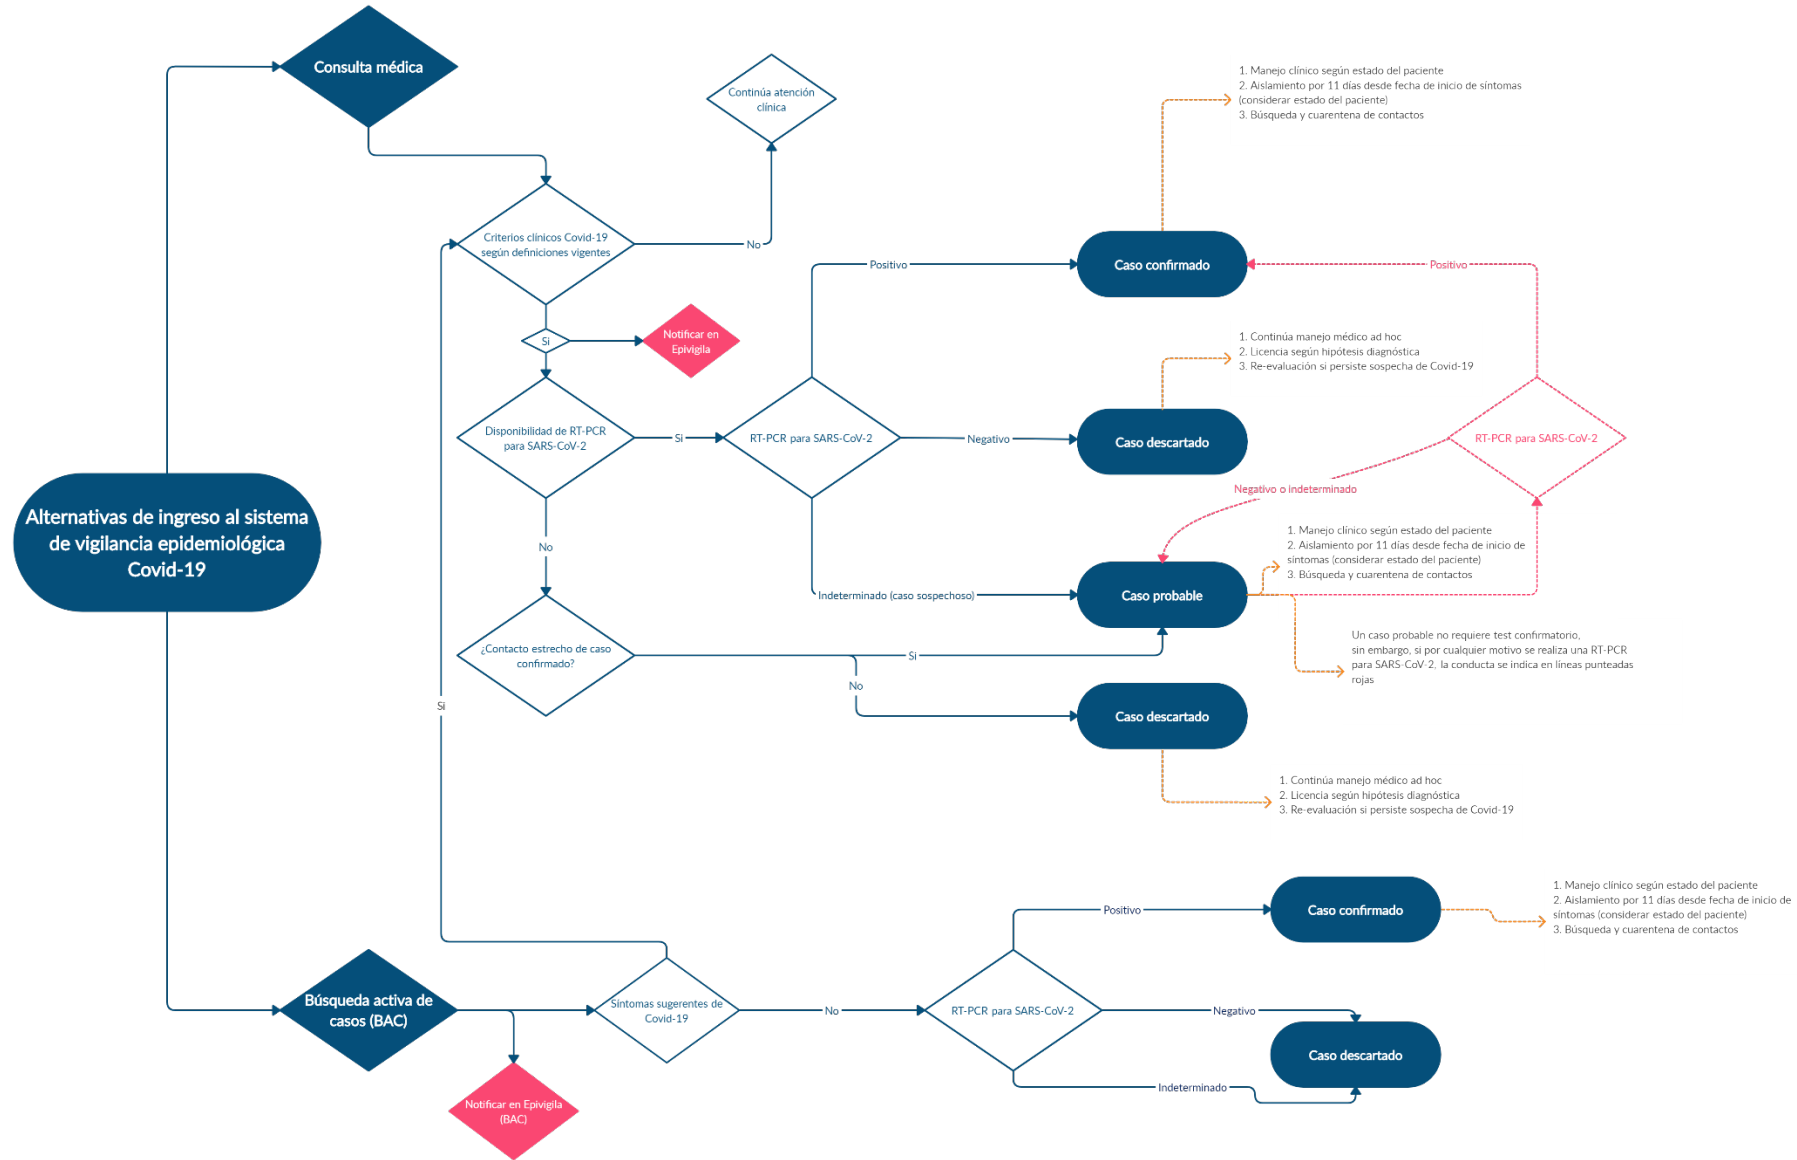 Consulta médica
Continúa atención
clínica
1. Manejo clínico según estado del paciente
2. Aislamiento por 11 días desde fecha de inicio de síntomas
(considerar estado del paciente)
3. Búsqueda y cuarentena de contactos
Criterios clínicos Covid-19
según definiciones vigentes
No
Positivo
Caso confirmado
Positivo
Si
Notificar en
Epivigila
1. Continúa manejo médico ad hoc
2. Licencia según hipótesis diagnóstica
3. Re-evaluación si persiste sospecha de Covid-19
Disponibilidad de RT-PCR
para SARS-CoV-2
Si
RT-PCR para SARS-CoV-2
Negativo
Caso descartado
RT-PCR para SARS-CoV-2
Negativo o indeterminado
Alternativas de ingreso al sistema
de vigilancia epidemiológica
Covid-19
No
1. Manejo clínico según estado del paciente
2. Aislamiento por 11 días desde fecha de inicio de
síntomas (considerar estado del paciente)
3. Búsqueda y cuarentena de contactos
Indeterminado (caso sospechoso)
Caso probable
¿Contacto estrecho de caso
confirmado?
Si
No
Un caso probable no requiere test confirmatorio,
sin embargo, si por cualquier motivo se realiza una RT-PCR
para SARS-CoV-2, la conducta se indica en líneas punteadas
rojas
Si
Caso descartado
1. Continúa manejo médico ad hoc
2. Licencia según hipótesis diagnóstica
3. Re-evaluación si persiste sospecha de Covid-19
Positivo
Caso confirmado
1. Manejo clínico según estado del paciente
2. Aislamiento por 11 días desde fecha de inicio de
síntomas (considerar estado del paciente)
3. Búsqueda y cuarentena de contactos
Búsqueda activa de
casos (BAC)
Síntomas sugerentes de
Covid-19
No
RT-PCR para SARS-CoV-2
Negativo
Caso descartado
Indeterminado
Notificar en Epivigila
(BAC)